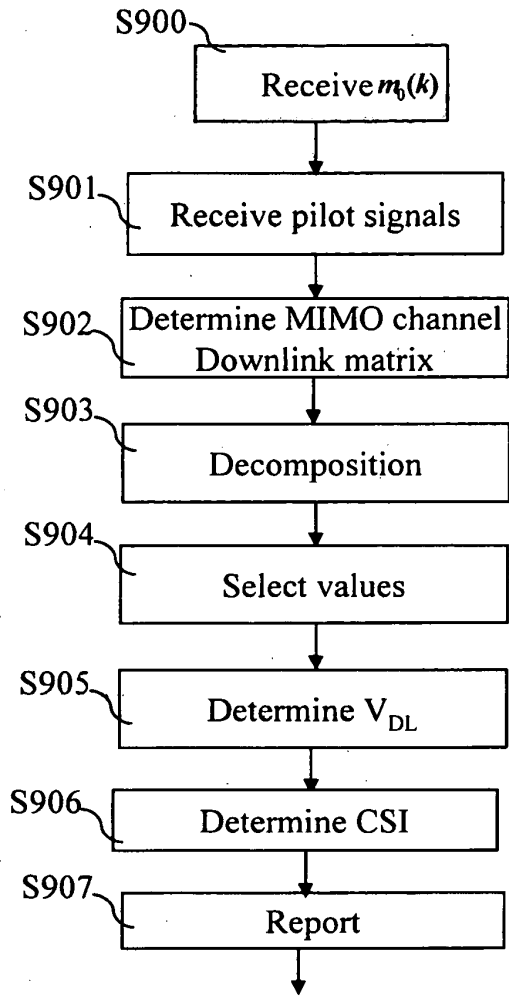 S900
Receive m₀(k)
S901
Receive pilot signals
S902
Determine MIMO channel
Downlink matrix
S903
Decomposition
S904
Select values
S905
Determine V_DL
S906
Determine CSI
S907
Report